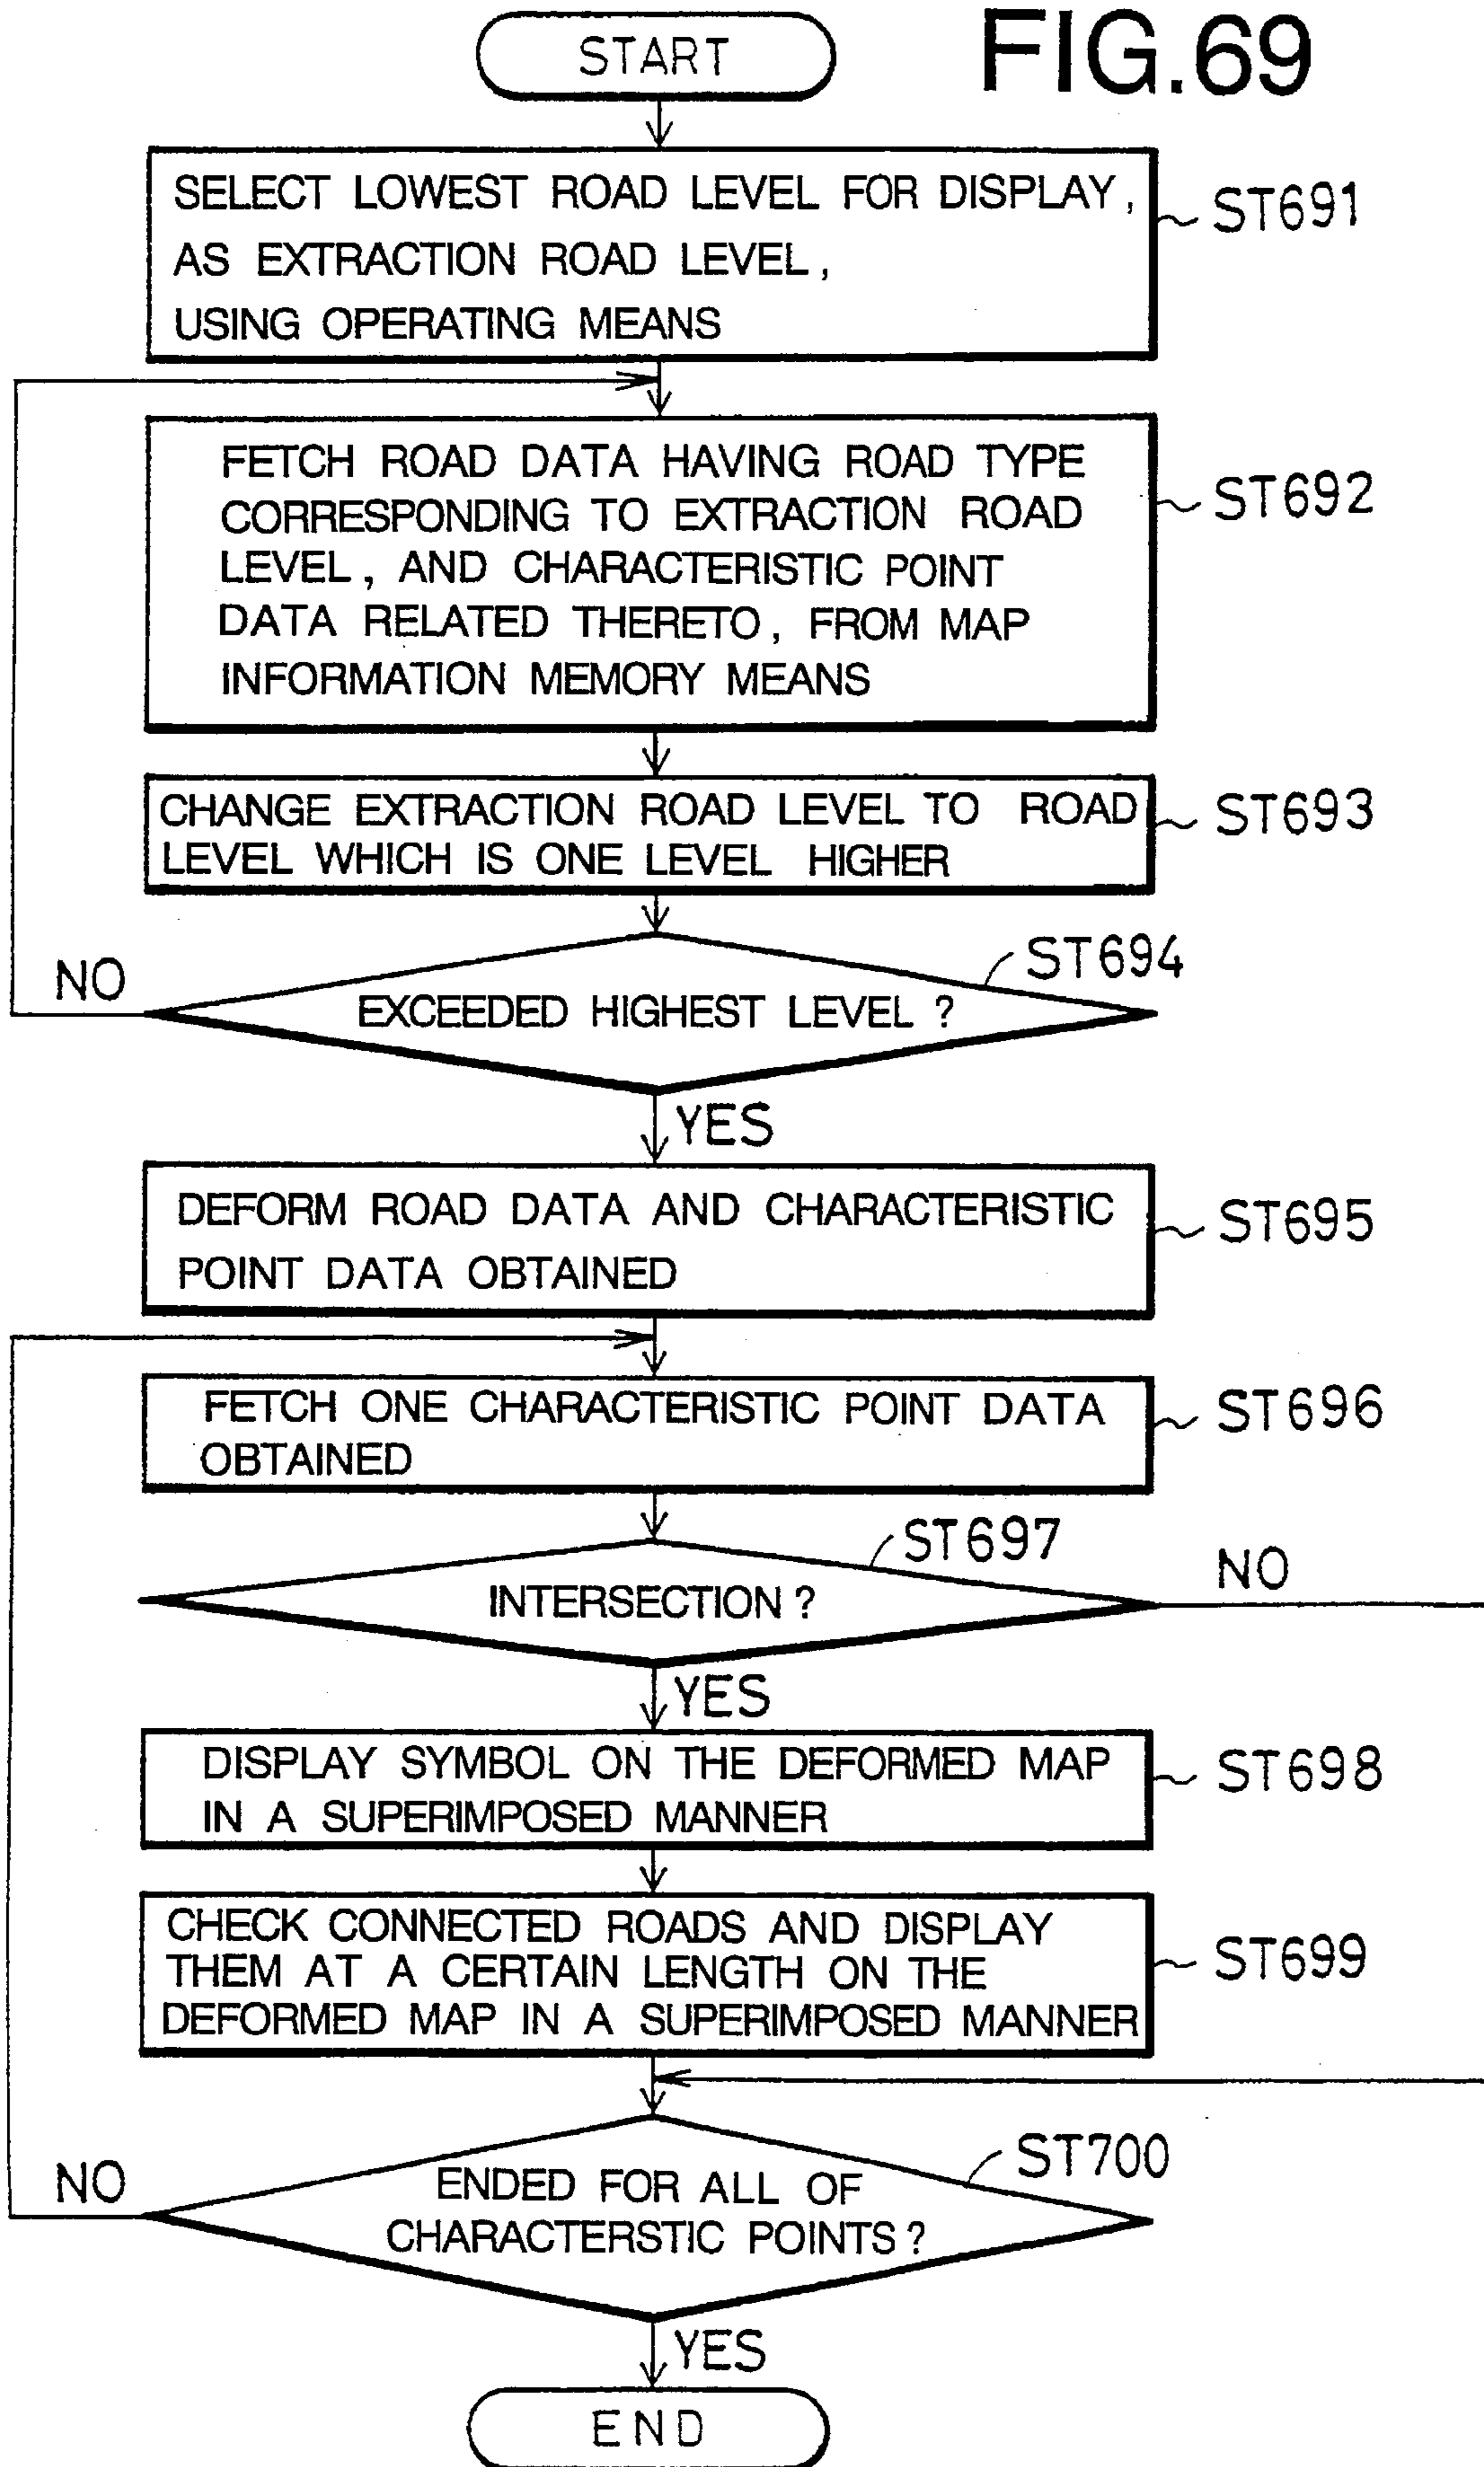 FIG.69
START
SELECT LOWEST ROAD LEVEL FOR DISPLAY,
AS EXTRACTION ROAD LEVEL,
USING OPERATING MEANS
ST691
FETCH ROAD DATA HAVING ROAD TYPE
CORRESPONDING TO EXTRACTION ROAD
LEVEL, AND CHARACTERISTIC POINT
DATA RELATED THERETO, FROM MAP
INFORMATION MEMORY MEANS
ST692
CHANGE EXTRACTION ROAD LEVEL TO ROAD
LEVEL WHICH IS ONE LEVEL HIGHER
ST693
ST694
NO
EXCEEDED HIGHEST LEVEL ?
YES
DEFORM ROAD DATA AND CHARACTERISTIC
POINT DATA OBTAINED
ST695
FETCH ONE CHARACTERISTIC POINT DATA
OBTAINED
ST696
ST697
NO
INTERSECTION ?
YES
DISPLAY SYMBOL ON THE DEFORMED MAP
IN A SUPERIMPOSED MANNER
ST698
CHECK CONNECTED ROADS AND DISPLAY
THEM AT A CERTAIN LENGTH ON THE
DEFORMED MAP IN A SUPERIMPOSED MANNER
ST699
ST700
NO
ENDED FOR ALL OF
CHARACTERSTIC POINTS ?
YES
END